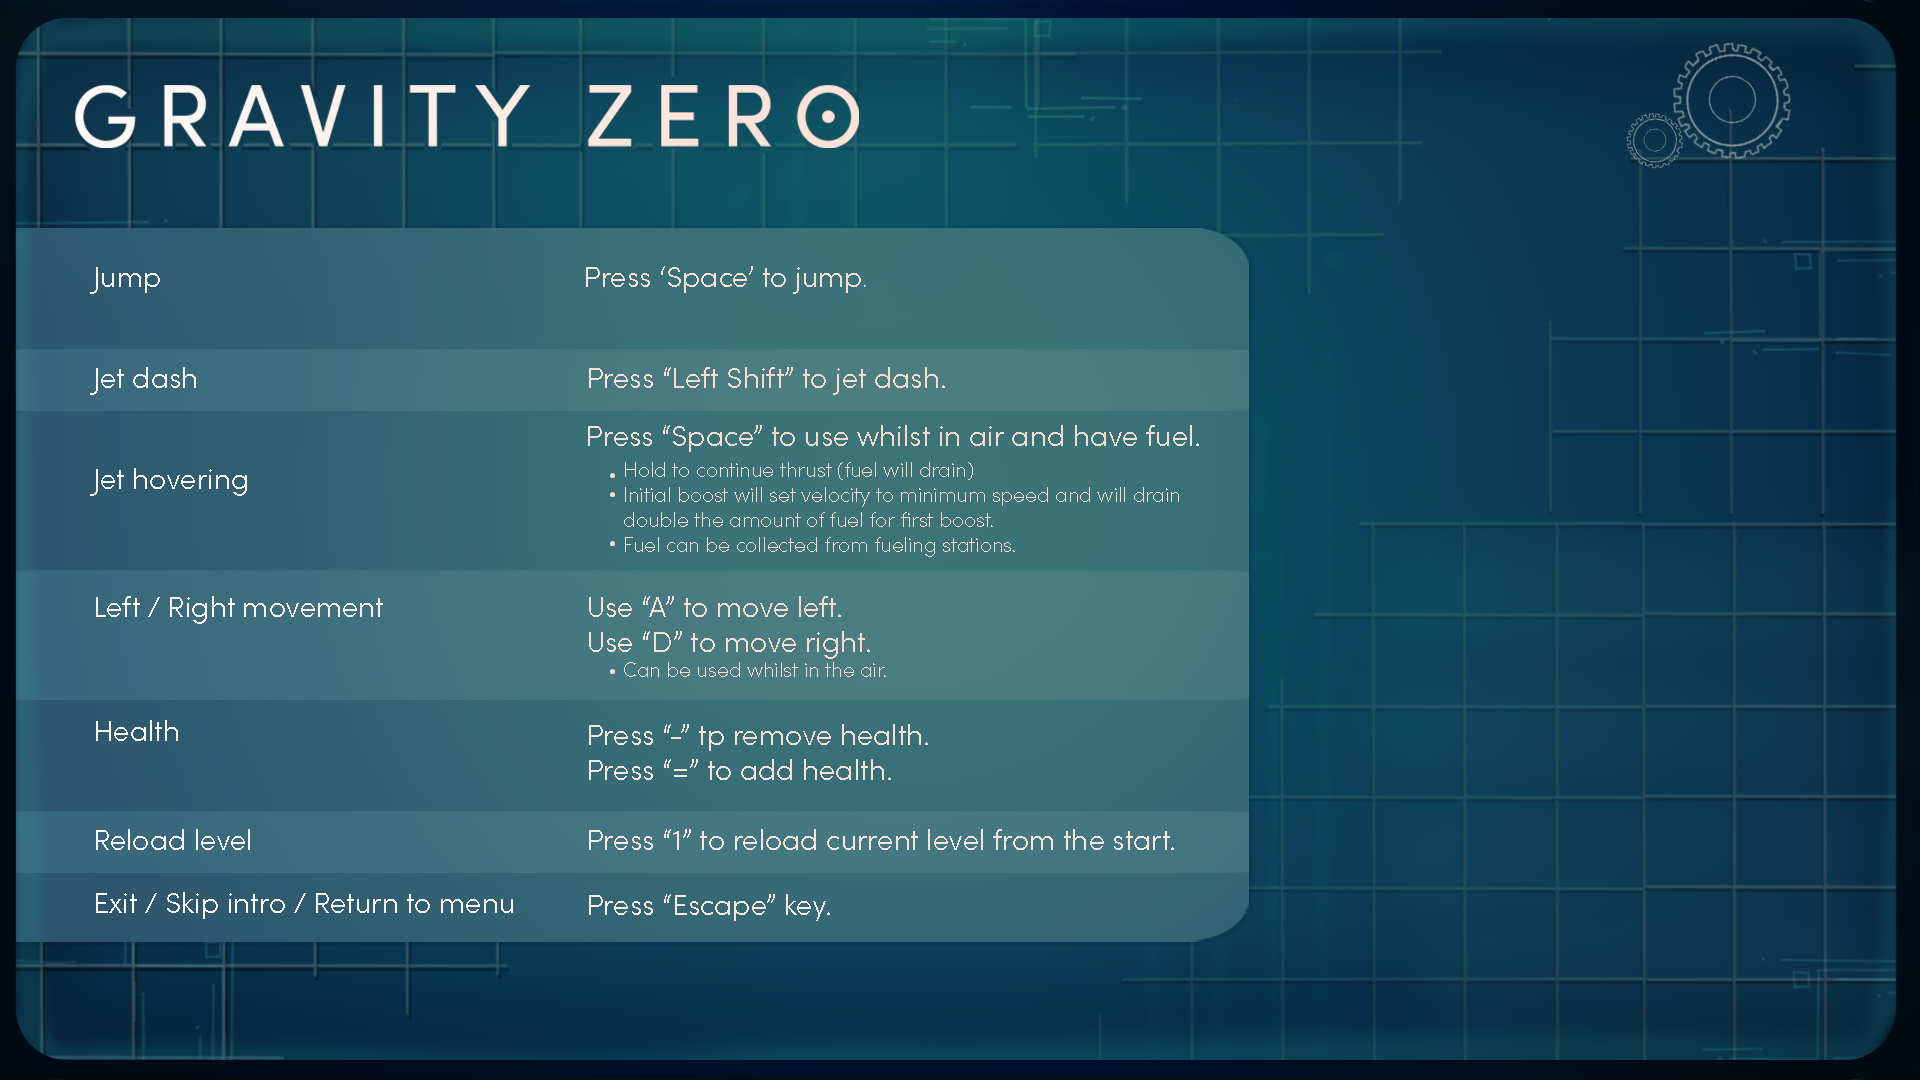 GRAVITY ZERO
Jump
Press ‘Space’ to jump.
Jet dash
Press “Left Shift” to jet dash.
Jet hovering
Press “Space” to use whilst in air and have fuel.
• Hold to continue thrust (fuel will drain)
• Initial boost will set velocity to minimum speed and will drain
double the amount of fuel for first boost.
• Fuel can be collected from fueling stations.
Left / Right movement
Use “A” to move left.
Use “D” to move right.
• Can be used whilst in the air.
Health
Press “-” tp remove health.
Press “=” to add health.
Reload level
Press “1” to reload current level from the start.
Exit / Skip intro / Return to menu
Press “Escape” key.